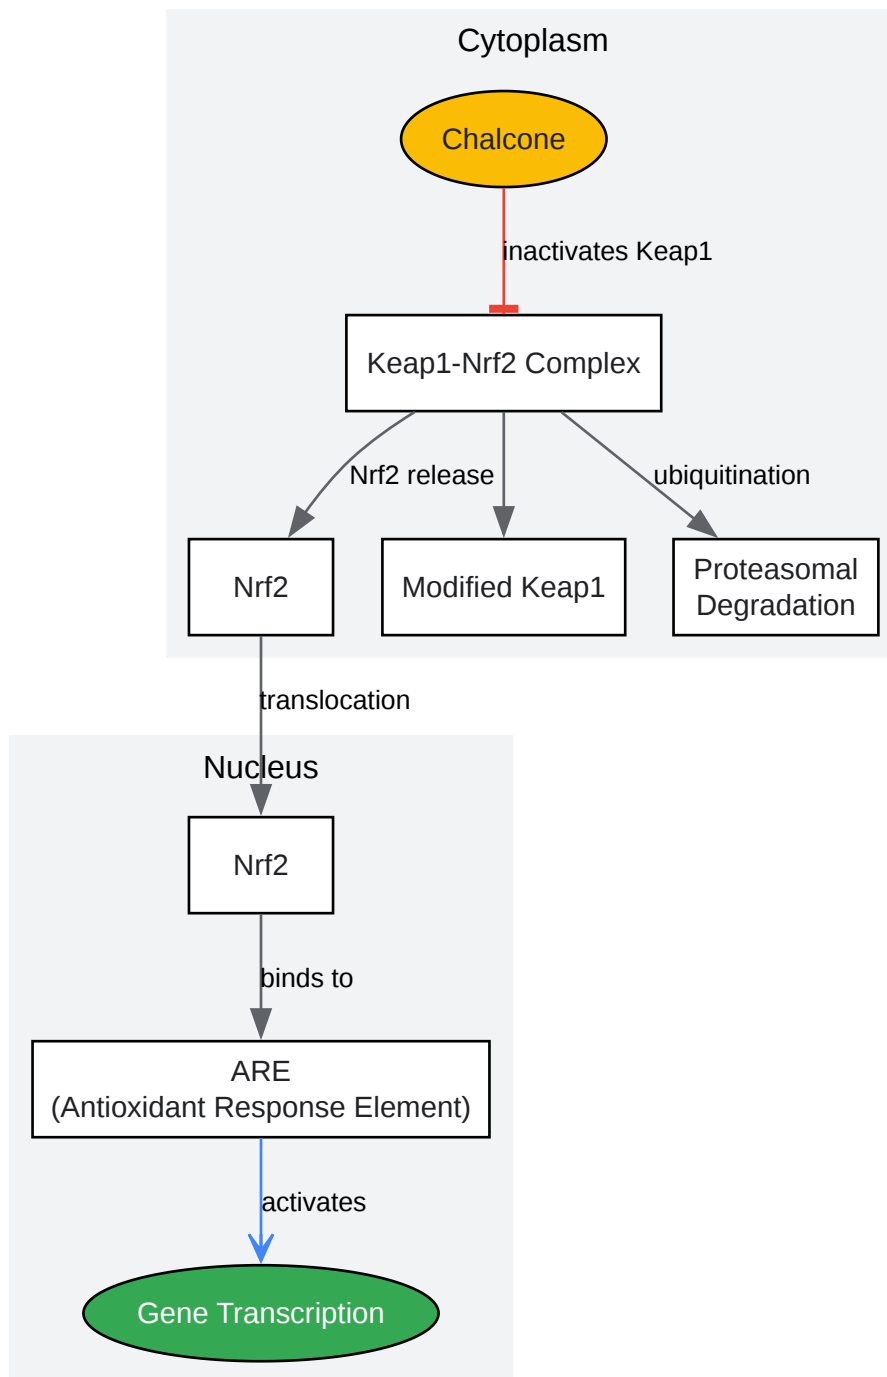 Cytoplasm
Chalcone
inactivates Keap1
Keap1-Nrf2 Complex
Nrf2 release
ubiquitination
Nrf2
Modified Keap1
Proteasomal
Degradation
translocation
Nucleus
Nrf2
binds to
ARE
(Antioxidant Response Element)
activates
Gene Transcription